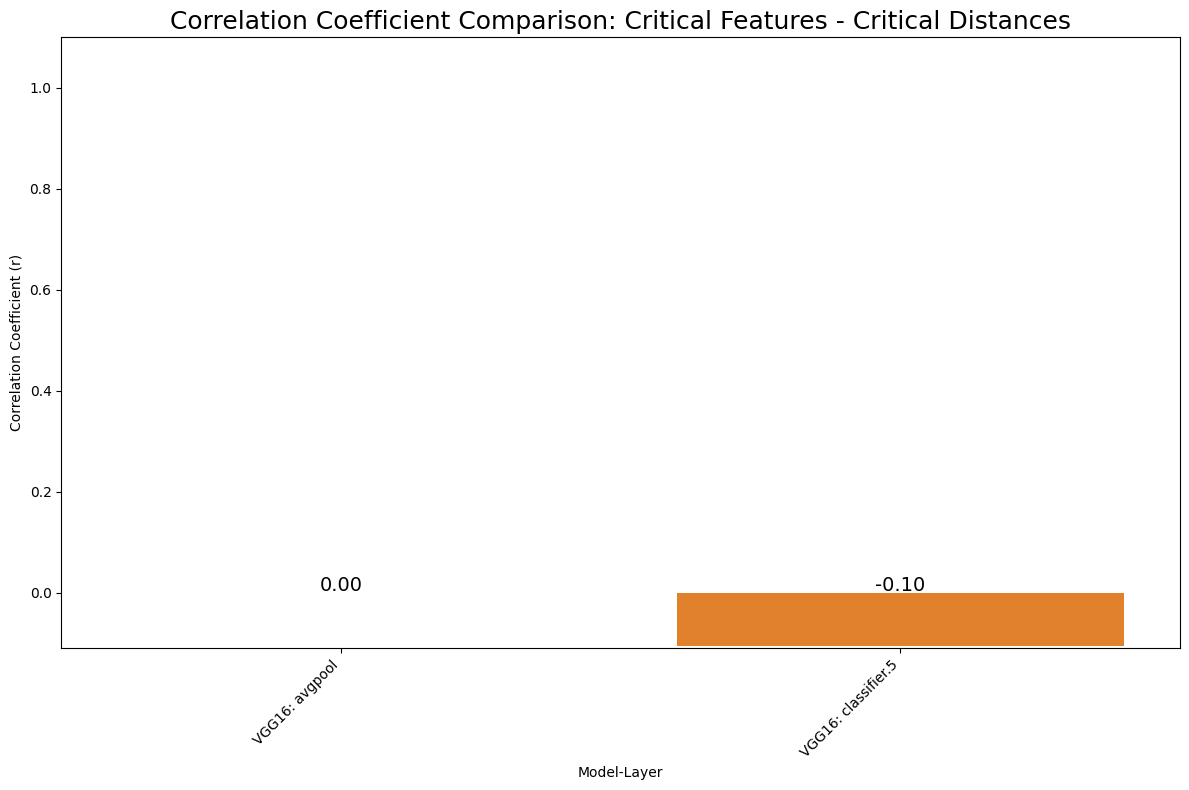 Correlation Coefficient Comparison: Critical Features - Critical Distances
Correlation Coefficient (r)
1.0
0.8
0.6
0.4
0.2
0.0
0.00
-0.10
VGG16: avgpool
VGG16: classifier.5
Model-Layer